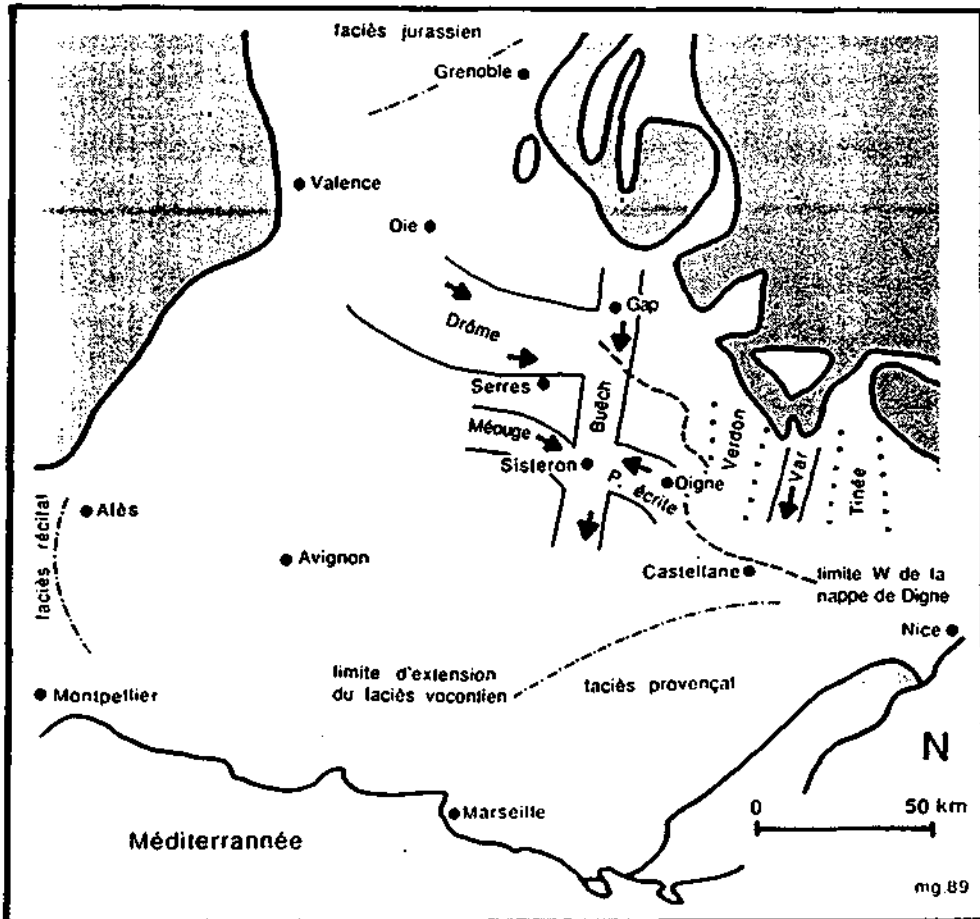 faciès jurassien
Grenoble
Valence
Oie
Gap
Drôme
Serres
Buëch
Méouge
Sisteron
P. écrite
Digne
Verdon
Var
Tinée
Alès
faciès récifal
Avignon
Castellane
limite W de la
nappe de Digne
Nice
limite d'extension
du faciès vocontien
faciès provençal
Montpellier
N
0 50 km
Marseille
Méditerrannée
mg.89